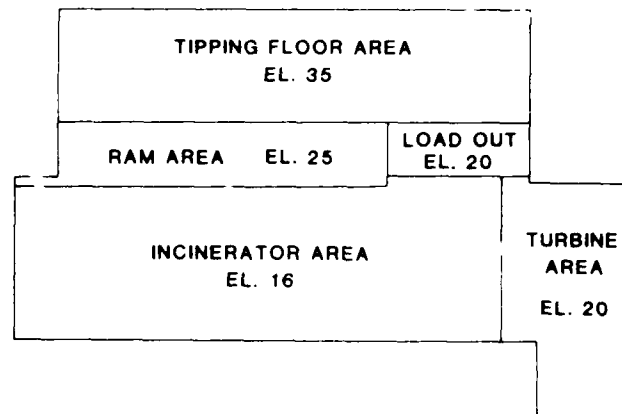 TIPPING FLOOR AREA
EL. 35
RAM AREA EL. 25
LOAD OUT
EL. 20
INCINERATOR AREA
EL. 16
TURBINE
AREA
EL. 20